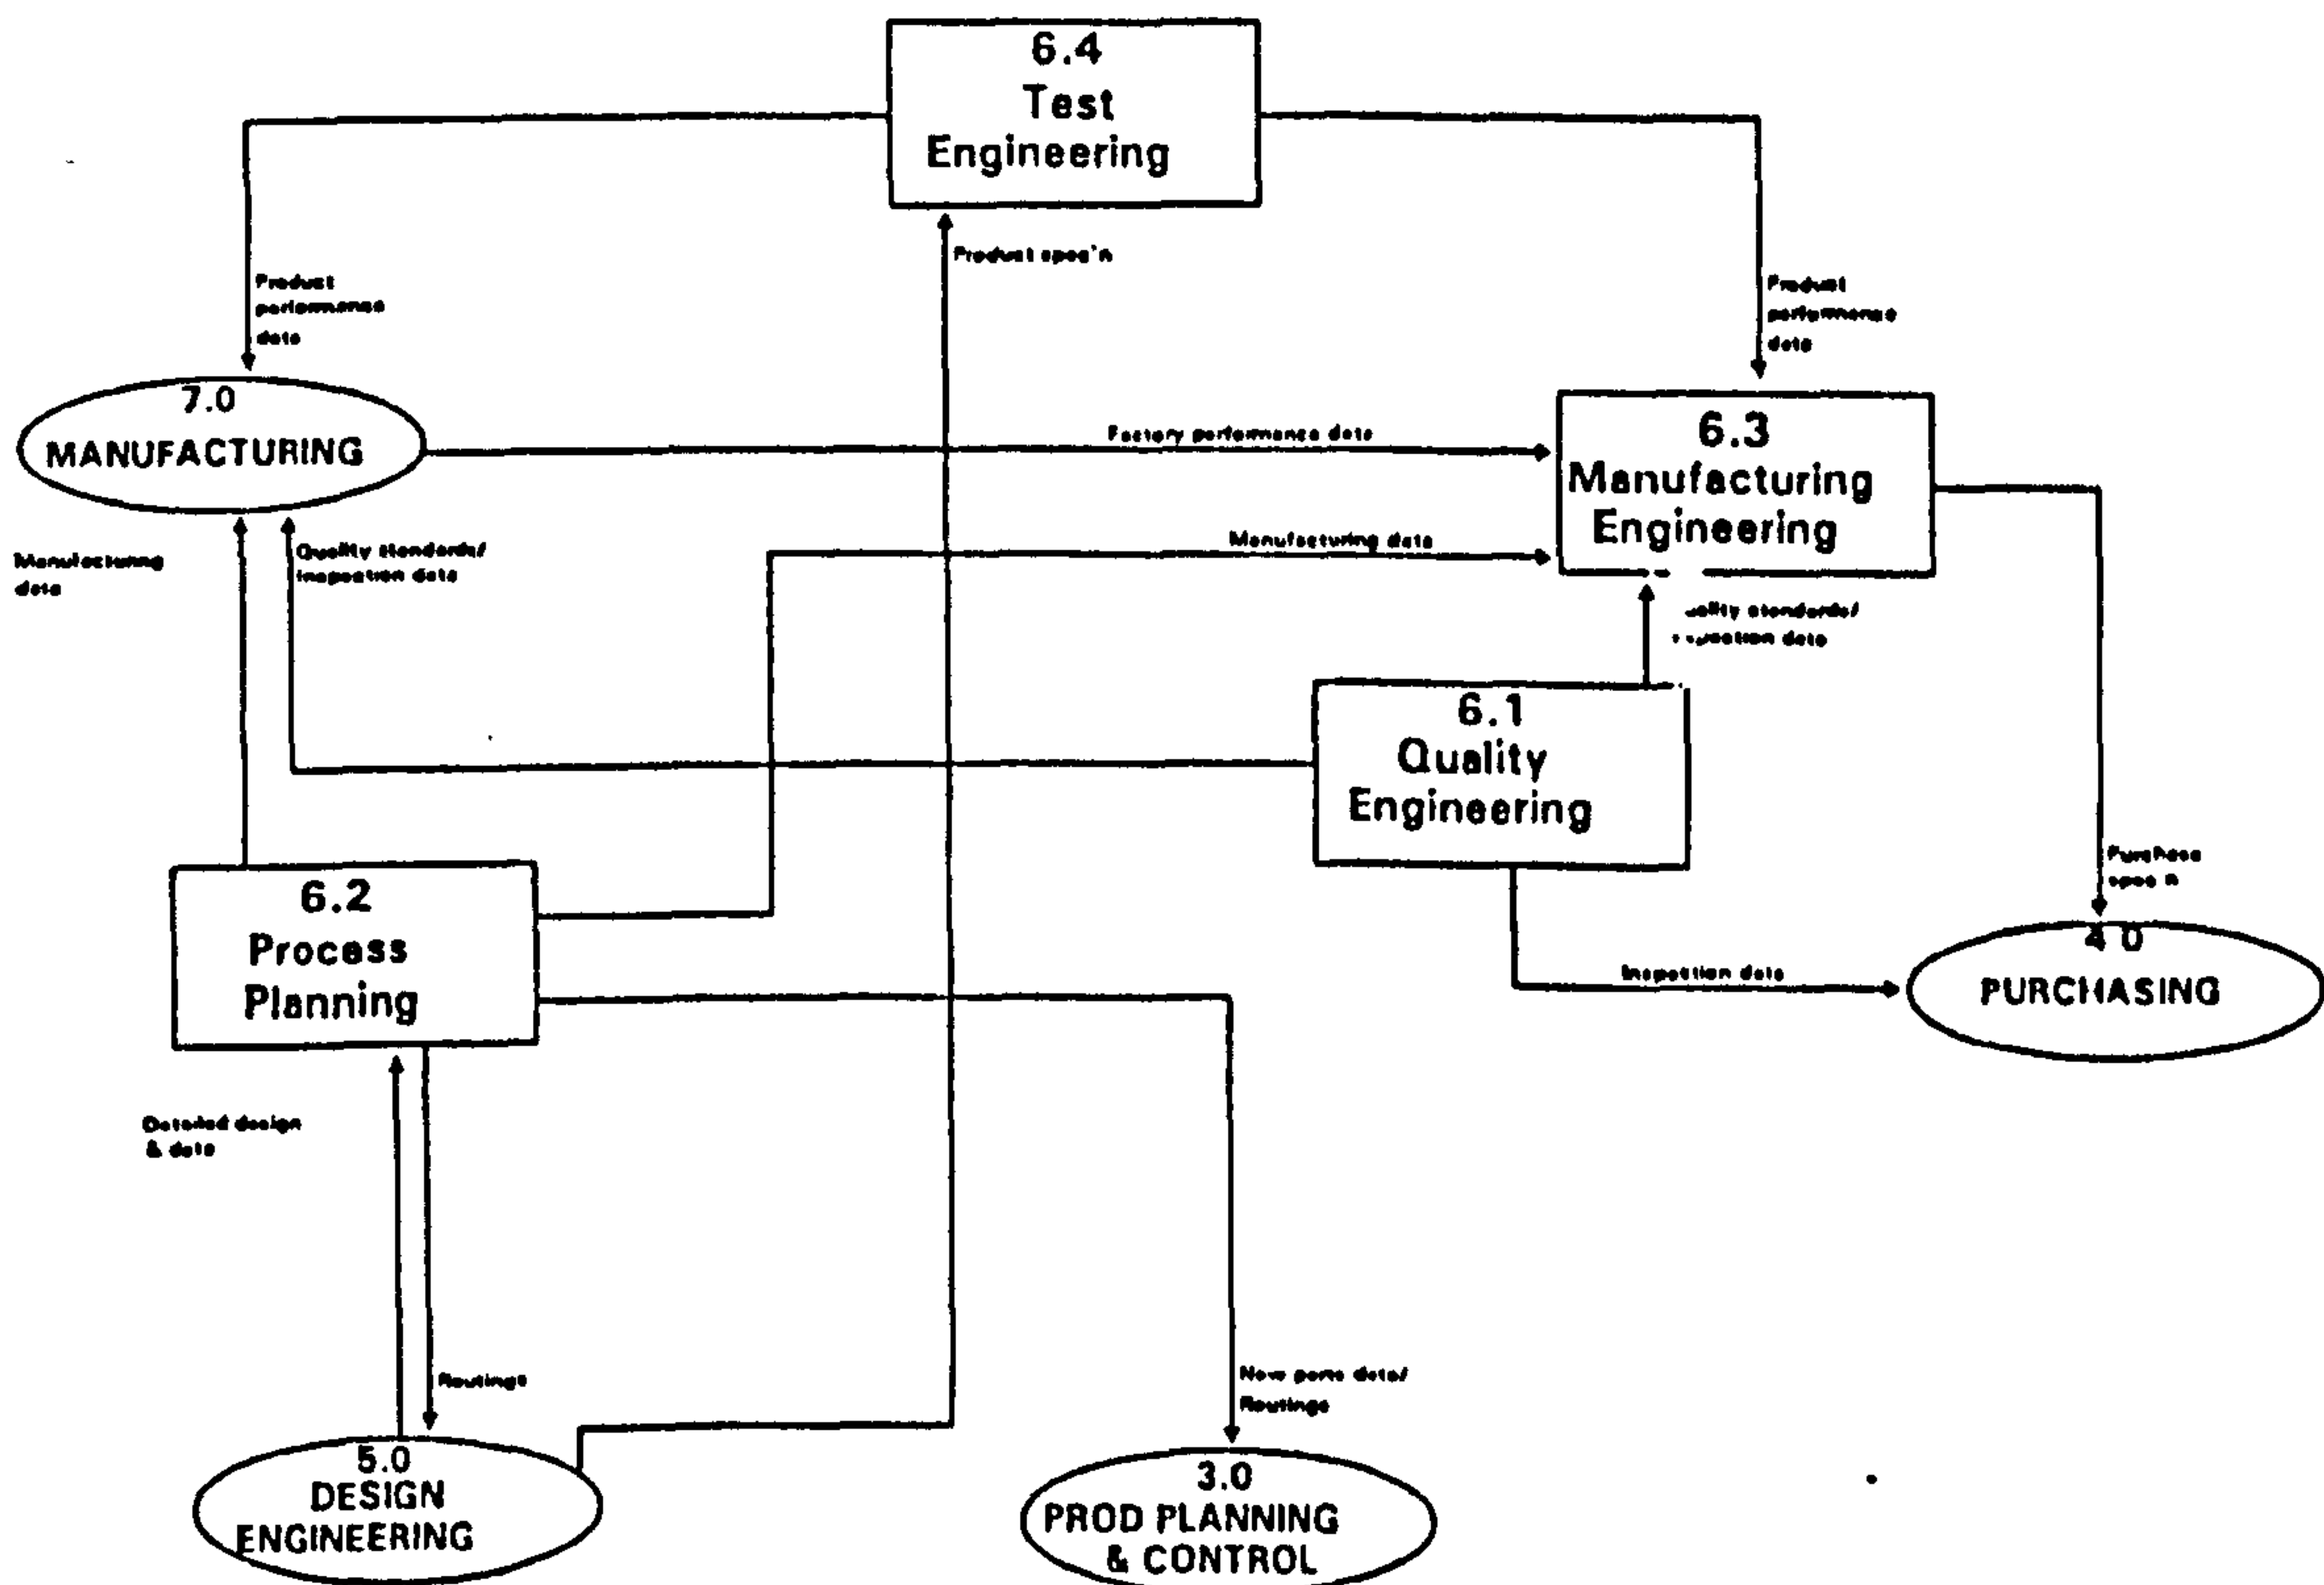 6.4
Test
Engineering
Product spec'n
Product
performance
data
Product
performance
data
7.0
MANUFACTURING
Factory performance data
6.3
Manufacturing
Engineering
Manufacturing
data
Quality standards/
inspection data
Manufacturing data
uality standards/
data
6.1
Quality
Engineering
6.2
Process
Planning
Purchase
spec n
4 0
PURCHASING
Inspection data
Detailed design
& data
Routings
New parts data/
Routings
5.0
DESIGN
ENGINEERING
3.0
PROD PLANNING
& CONTROL